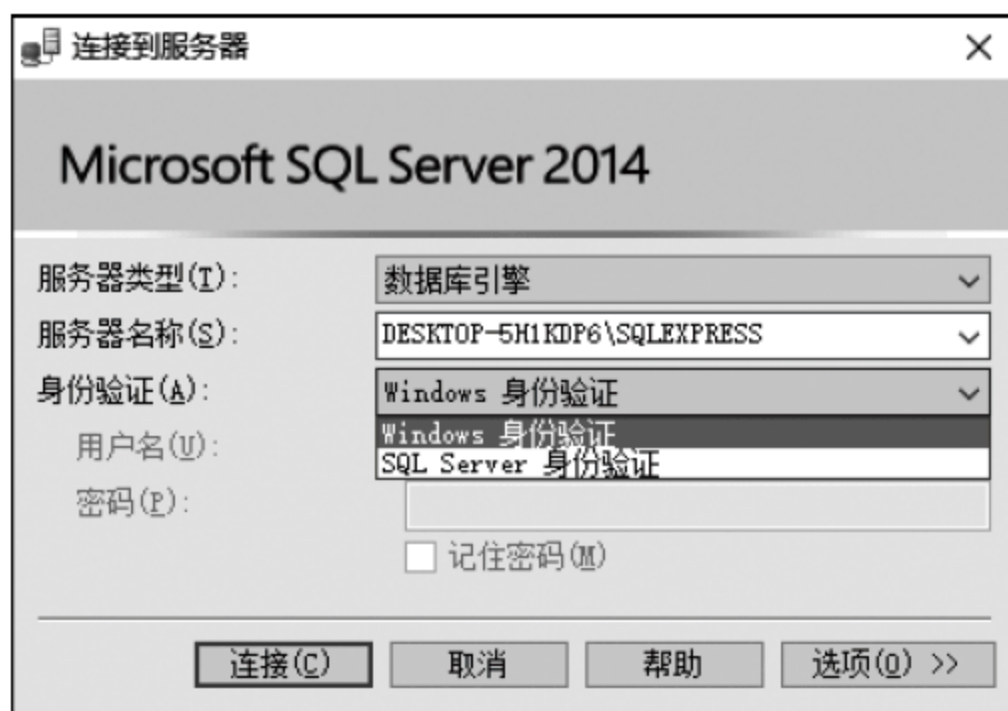 连接到服务器
Microsoft SQL Server 2014
服务器类型(T): 数据库引擎
服务器名称(S): DESKTOP-5H1KDP6\SQLEXPRESS
身份验证(A): Windows 身份验证
Windows 身份验证
用户名(U):
SQL Server 身份验证
密码(P):
记住密码(M)
连接(C) 取消 帮助 选项(O) >>